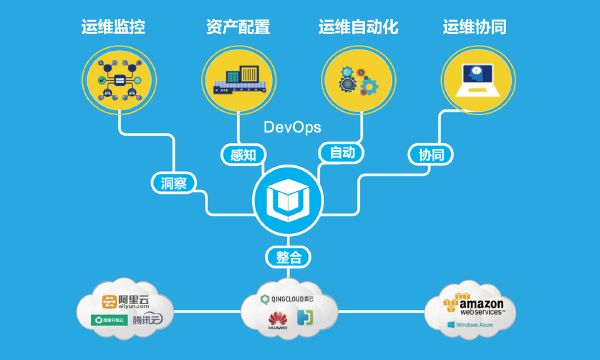 运维监控
资产配置
运维自动化
运维协同
DevOps
洞察
感知
自动
协同
整合
阿里云
aliyun.com
腾讯云
QINGCLOUD青云
HUAWEI
amazon
web services™
Windows Azure